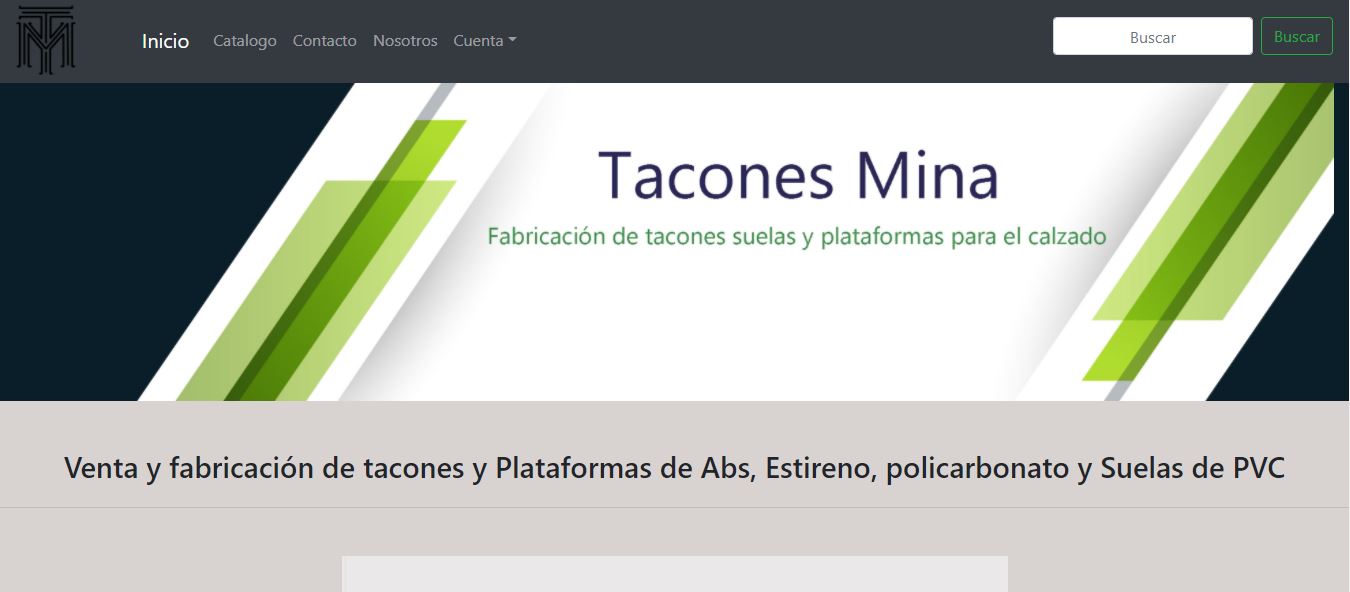 TM
Inicio Catalogo Contacto Nosotros Cuenta Buscar Buscar
Tacones Mina
Fabricación de tacones suelas y plataformas para el calzado
Venta y fabricación de tacones y Plataformas de Abs, Estireno, policarbonato y Suelas de PVC